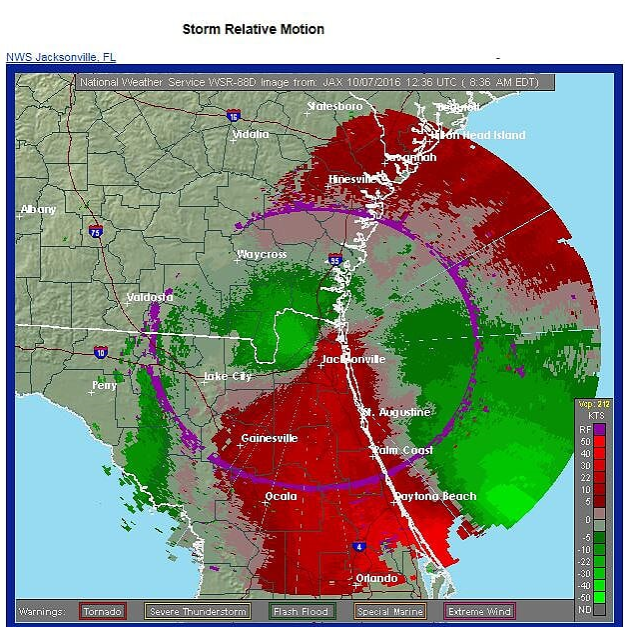 Storm Relative Motion
NWS Jacksonville, FL
-
National Weather Service WSR-88D Image from: JAX 10/07/2016 12:36 UTC ( 8:36 AM EDT)
Statesboro
Beaufort
16
Vidalia
Hilton Head Island
Savannah
Hinesville
Albany
75
Waycross
95
Valdosta
10
Jacksonville
Lake City
Perry
St. Augustine
Gainesville
Palm Coast
Ocala
Daytona Beach
4
Orlando
Vcp: 212
KTS
RF
50
40
30
22
10
5
0
-5
-10
-22
-30
-40
-50
ND
Warnings: Tornado Severe Thunderstorm Flash Flood Special Marine Extreme Wind